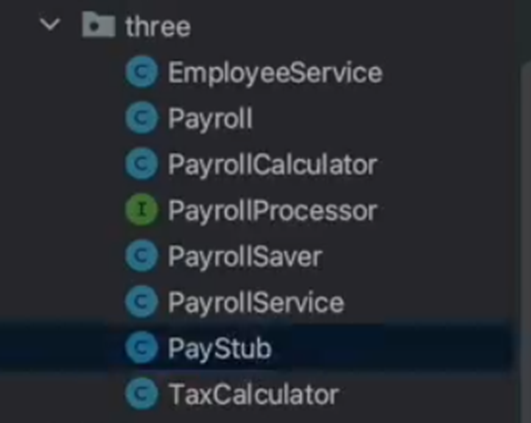 three
C EmployeeService
C Payroll
C PayrollCalculator
I PayrollProcessor
C PayrollSaver
C PayrollService
C PayStub
C TaxCalculator